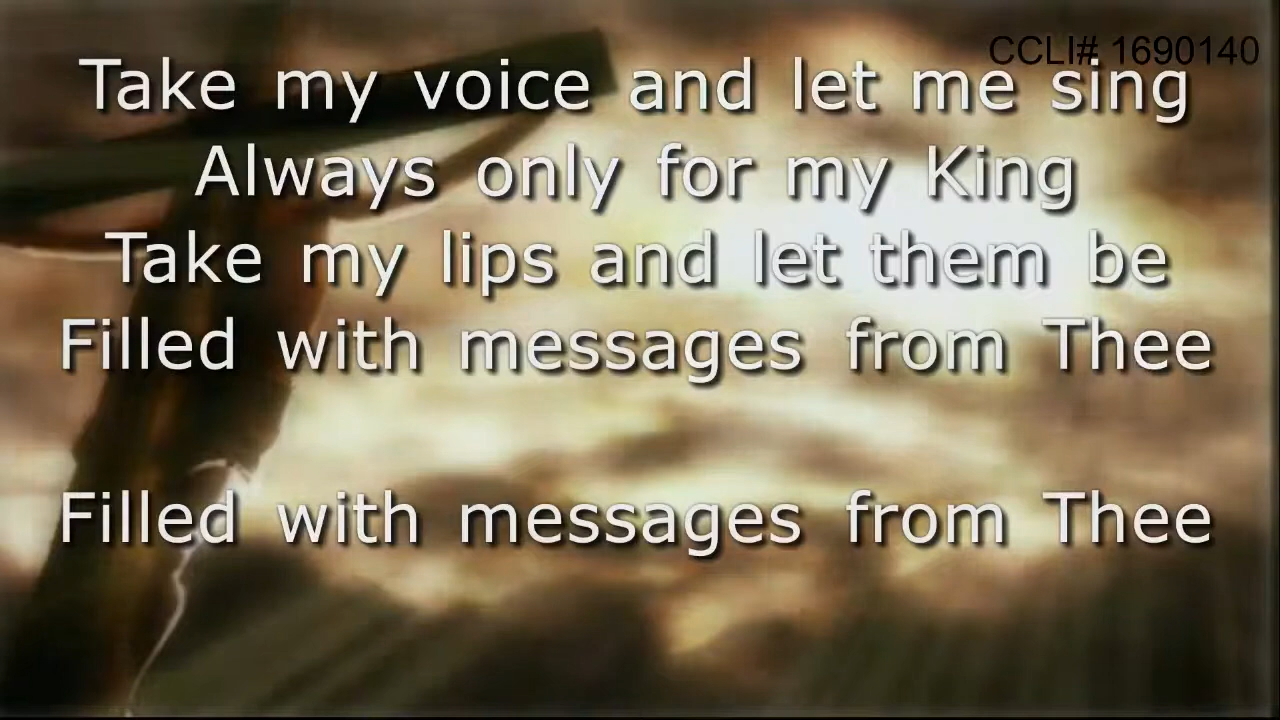 CCLI# 1690140
Take my voice and let me sing
Always only for my King
Take my lips and let them be
Filled with messages from Thee
Filled with messages from Thee